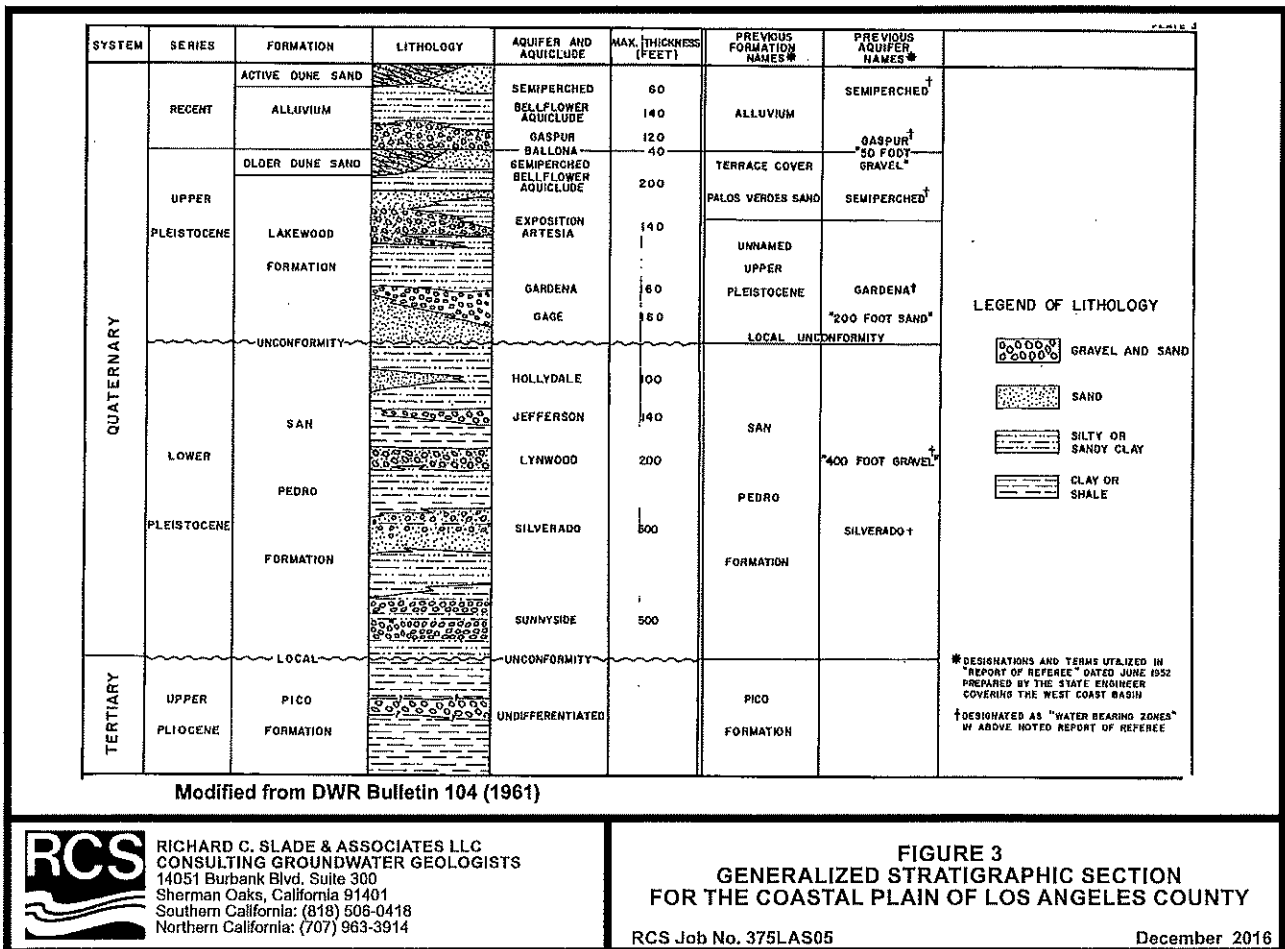 PLATE 3
SYSTEM SERIES FORMATION LITHOLOGY AQUIFER AND AQUICLUDE MAX. THICKNESS (FEET) PREVIOUS FORMATION NAMES* PREVIOUS AQUIFER NAMES*
QUATERNARY
TERTIARY
RECENT
UPPER
PLEISTOCENE
LOWER
PLEISTOCENE
UPPER
PLIOCENE
ACTIVE DUNE SAND
ALLUVIUM
OLDER DUNE SAND
LAKEWOOD
FORMATION
UNCONFORMITY
SAN
PEDRO
FORMATION
LOCAL UNCONFORMITY
PICO
FORMATION
SEMIPERCHED 60
BELLFLOWER
AQUICLUDE 140
GASPUR 120
BALLONA 40
SEMIPERCHED
BELLFLOWER
AQUICLUDE 200
EXPOSITION
ARTESIA 140
GARDENA 160
GAGE 160
HOLLYDALE 100
JEFFERSON 140
LYNWOOD 200
SILVERADO 500
SUNNYSIDE 500
UNDIFFERENTIATED
ALLUVIUM
TERRACE COVER
PALOS VERDES SAND
UNNAMED
UPPER
PLEISTOCENE
LOCAL UNCONFORMITY
SAN
PEDRO
FORMATION
PICO
FORMATION
SEMIPERCHED†
GASPUR†
"50 FOOT
GRAVEL"
SEMIPERCHED†
GARDENA†
"200 FOOT SAND"
"400 FOOT GRAVEL"†
SILVERADO†
LEGEND OF LITHOLOGY
GRAVEL AND SAND
SAND
SILTY OR
SANDY CLAY
CLAY OR
SHALE
* DESIGNATIONS AND TERMS UTILIZED IN
"REPORT OF REFEREE" DATED JUNE 1952
PREPARED BY THE STATE ENGINEER
COVERING THE WEST COAST BASIN
† DESIGNATED AS "WATER BEARING ZONES"
IN ABOVE NOTED REPORT OF REFEREE
Modified from DWR Bulletin 104 (1961)
RCS
RICHARD C. SLADE & ASSOCIATES LLC
CONSULTING GROUNDWATER GEOLOGISTS
14051 Burbank Blvd. Suite 300
Sherman Oaks, California 91401
Southern California: (818) 506-0418
Northern California: (707) 963-3914
FIGURE 3
GENERALIZED STRATIGRAPHIC SECTION
FOR THE COASTAL PLAIN OF LOS ANGELES COUNTY
RCS Job No. 375LAS05 December 2016